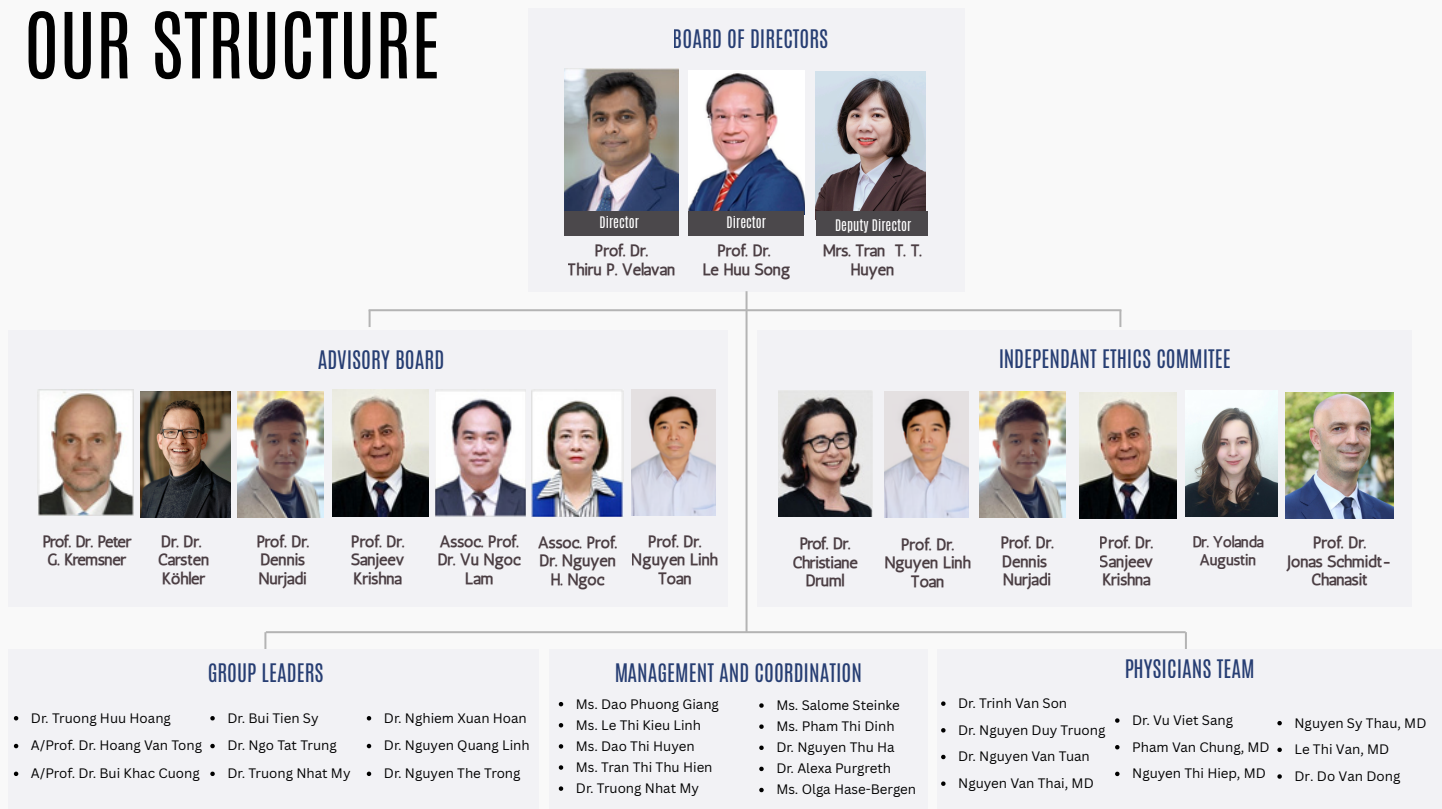 OUR STRUCTURE
BOARD OF DIRECTORS
Director
Prof. Dr.
Thiru P. Velavan
Director
Prof. Dr.
Le Huu Song
Deputy Director
Mrs. Tran T. T.
Huyen
ADVISORY BOARD
Prof. Dr. Peter
G. Kremsner
Dr. Dr.
Carsten
Köhler
Prof. Dr.
Dennis
Nurjadi
Prof. Dr.
Sanjeev
Krishna
Assoc. Prof.
Dr. Vu Ngoc
Lam
Assoc. Prof.
Dr. Nguyen
H. Ngoc
Prof. Dr.
Nguyen Linh
Toan
INDEPENDANT ETHICS COMMITEE
Prof. Dr.
Christiane
Druml
Prof. Dr.
Nguyen Linh
Toan
Prof. Dr.
Dennis
Nurjadi
Prof. Dr.
Sanjeev
Krishna
Dr. Yolanda
Augustin
Prof. Dr.
Jonas Schmidt-
Chanasit
GROUP LEADERS
• Dr. Truong Huu Hoang
• A/Prof. Dr. Hoang Van Tong
• A/Prof. Dr. Bui Khac Cuong
• Dr. Bui Tien Sy
• Dr. Ngo Tat Trung
• Dr. Truong Nhat My
• Dr. Nghiem Xuan Hoan
• Dr. Nguyen Quang Linh
• Dr. Nguyen The Trong
MANAGEMENT AND COORDINATION
• Ms. Dao Phuong Giang
• Ms. Le Thi Kieu Linh
• Ms. Dao Thi Huyen
• Ms. Tran Thi Thu Hien
• Dr. Truong Nhat My
• Ms. Salome Steinke
• Ms. Pham Thi Dinh
• Dr. Nguyen Thu Ha
• Dr. Alexa Purgreth
• Ms. Olga Hase-Bergen
PHYSICIANS TEAM
• Dr. Trinh Van Son
• Dr. Nguyen Duy Truong
• Dr. Nguyen Van Tuan
• Nguyen Van Thai, MD
• Dr. Vu Viet Sang
• Pham Van Chung, MD
• Nguyen Thi Hiep, MD
• Nguyen Sy Thau, MD
• Le Thi Van, MD
• Dr. Do Van Dong